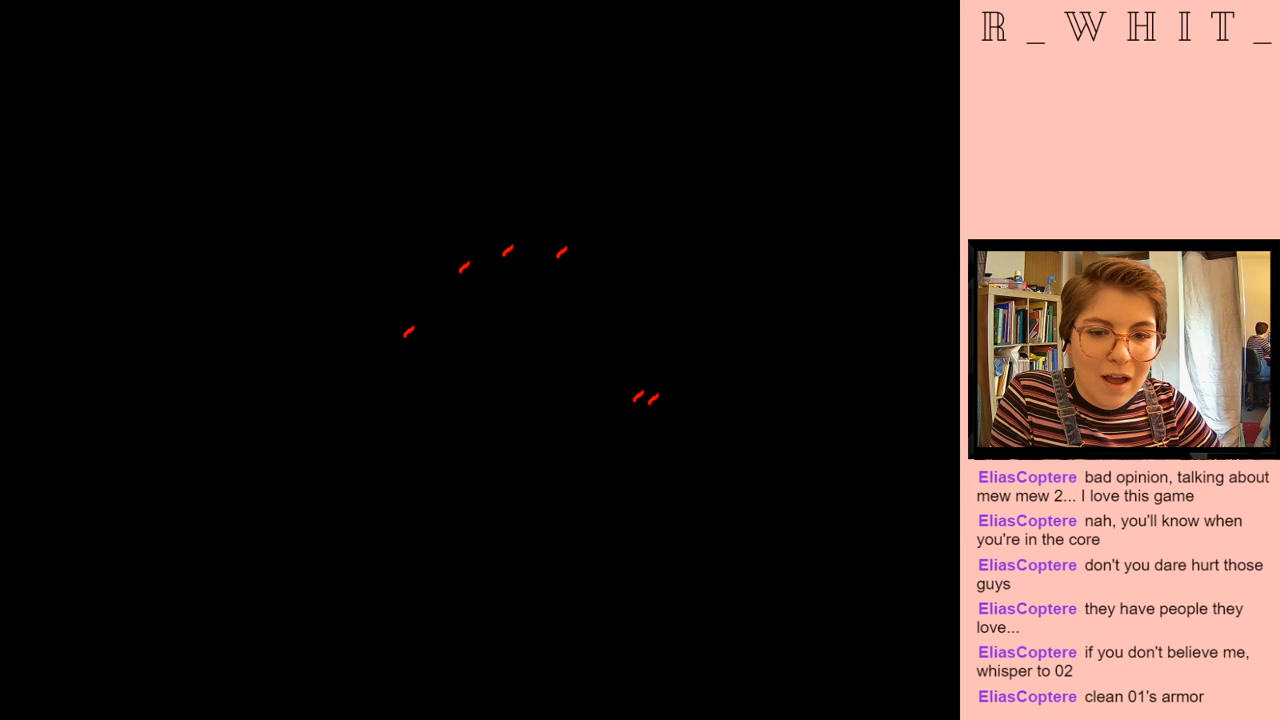 R _ W H I T _
EliasCoptere bad opinion, talking about
mew mew 2... I love this game
EliasCoptere nah, you'll know when
you're in the core
EliasCoptere don't you dare hurt those
guys
EliasCoptere they have people they
love...
EliasCoptere if you don't believe me,
whisper to 02
EliasCoptere clean 01's armor